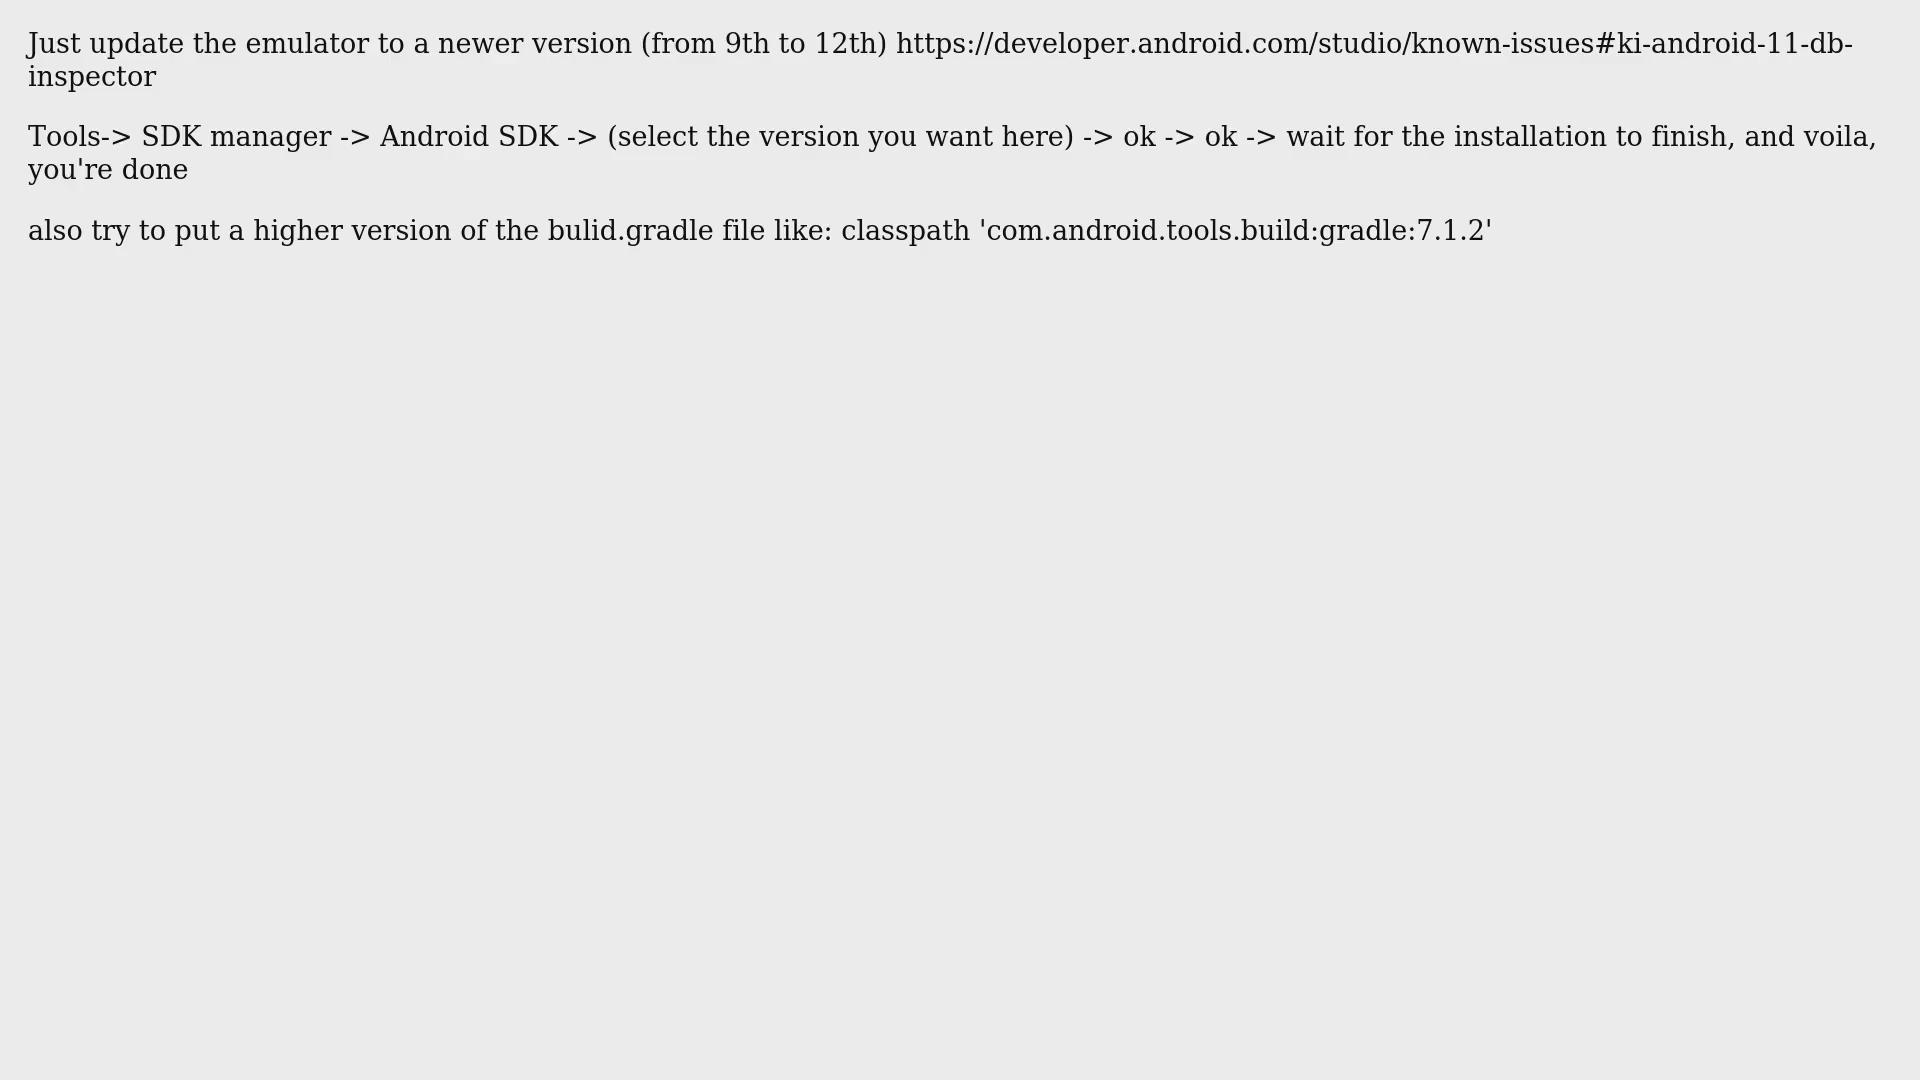 Just update the emulator to a newer version (from 9th to 12th) https://developer.android.com/studio/known-issues#ki-android-11-db-
inspector
Tools-> SDK manager -> Android SDK -> (select the version you want here) -> ok -> ok -> wait for the installation to finish, and voila,
you're done
also try to put a higher version of the bulid.gradle file like: classpath 'com.android.tools.build:gradle:7.1.2'